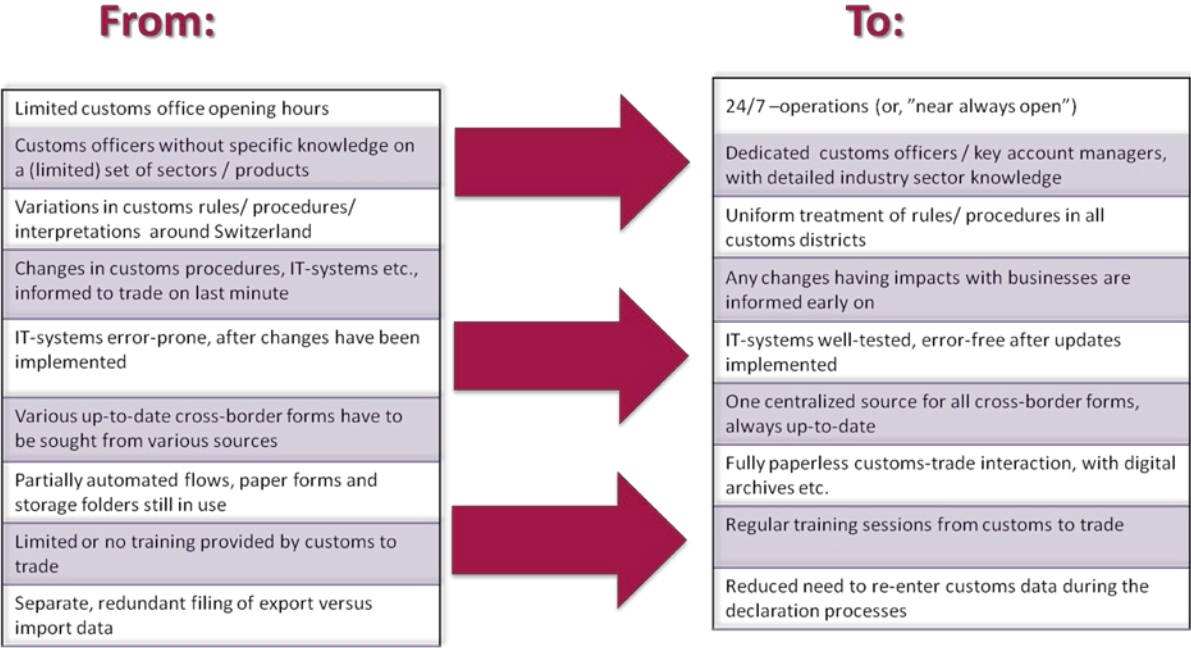 From:
Limited customs office opening hours
Customs officers without specific knowledge on
a (limited) set of sectors / products
Variations in customs rules/ procedures/
interpretations around Switzerland
Changes in customs procedures, IT-systems etc.,
informed to trade on last minute
IT-systems error-prone, after changes have been
implemented
Various up-to-date cross-border forms have to
be sought from various sources
Partially automated flows, paper forms and
storage folders still in use
Limited or no training provided by customs to
trade
Separate, redundant filing of export versus
import data
To:
24/7 –operations (or, ”near always open”)
Dedicated customs officers / key account managers,
with detailed industry sector knowledge
Uniform treatment of rules/ procedures in all
customs districts
Any changes having impacts with businesses are
informed early on
IT-systems well-tested, error-free after updates
implemented
One centralized source for all cross-border forms,
always up-to-date
Fully paperless customs-trade interaction, with digital
archives etc.
Regular training sessions from customs to trade
Reduced need to re-enter customs data during the
declaration processes